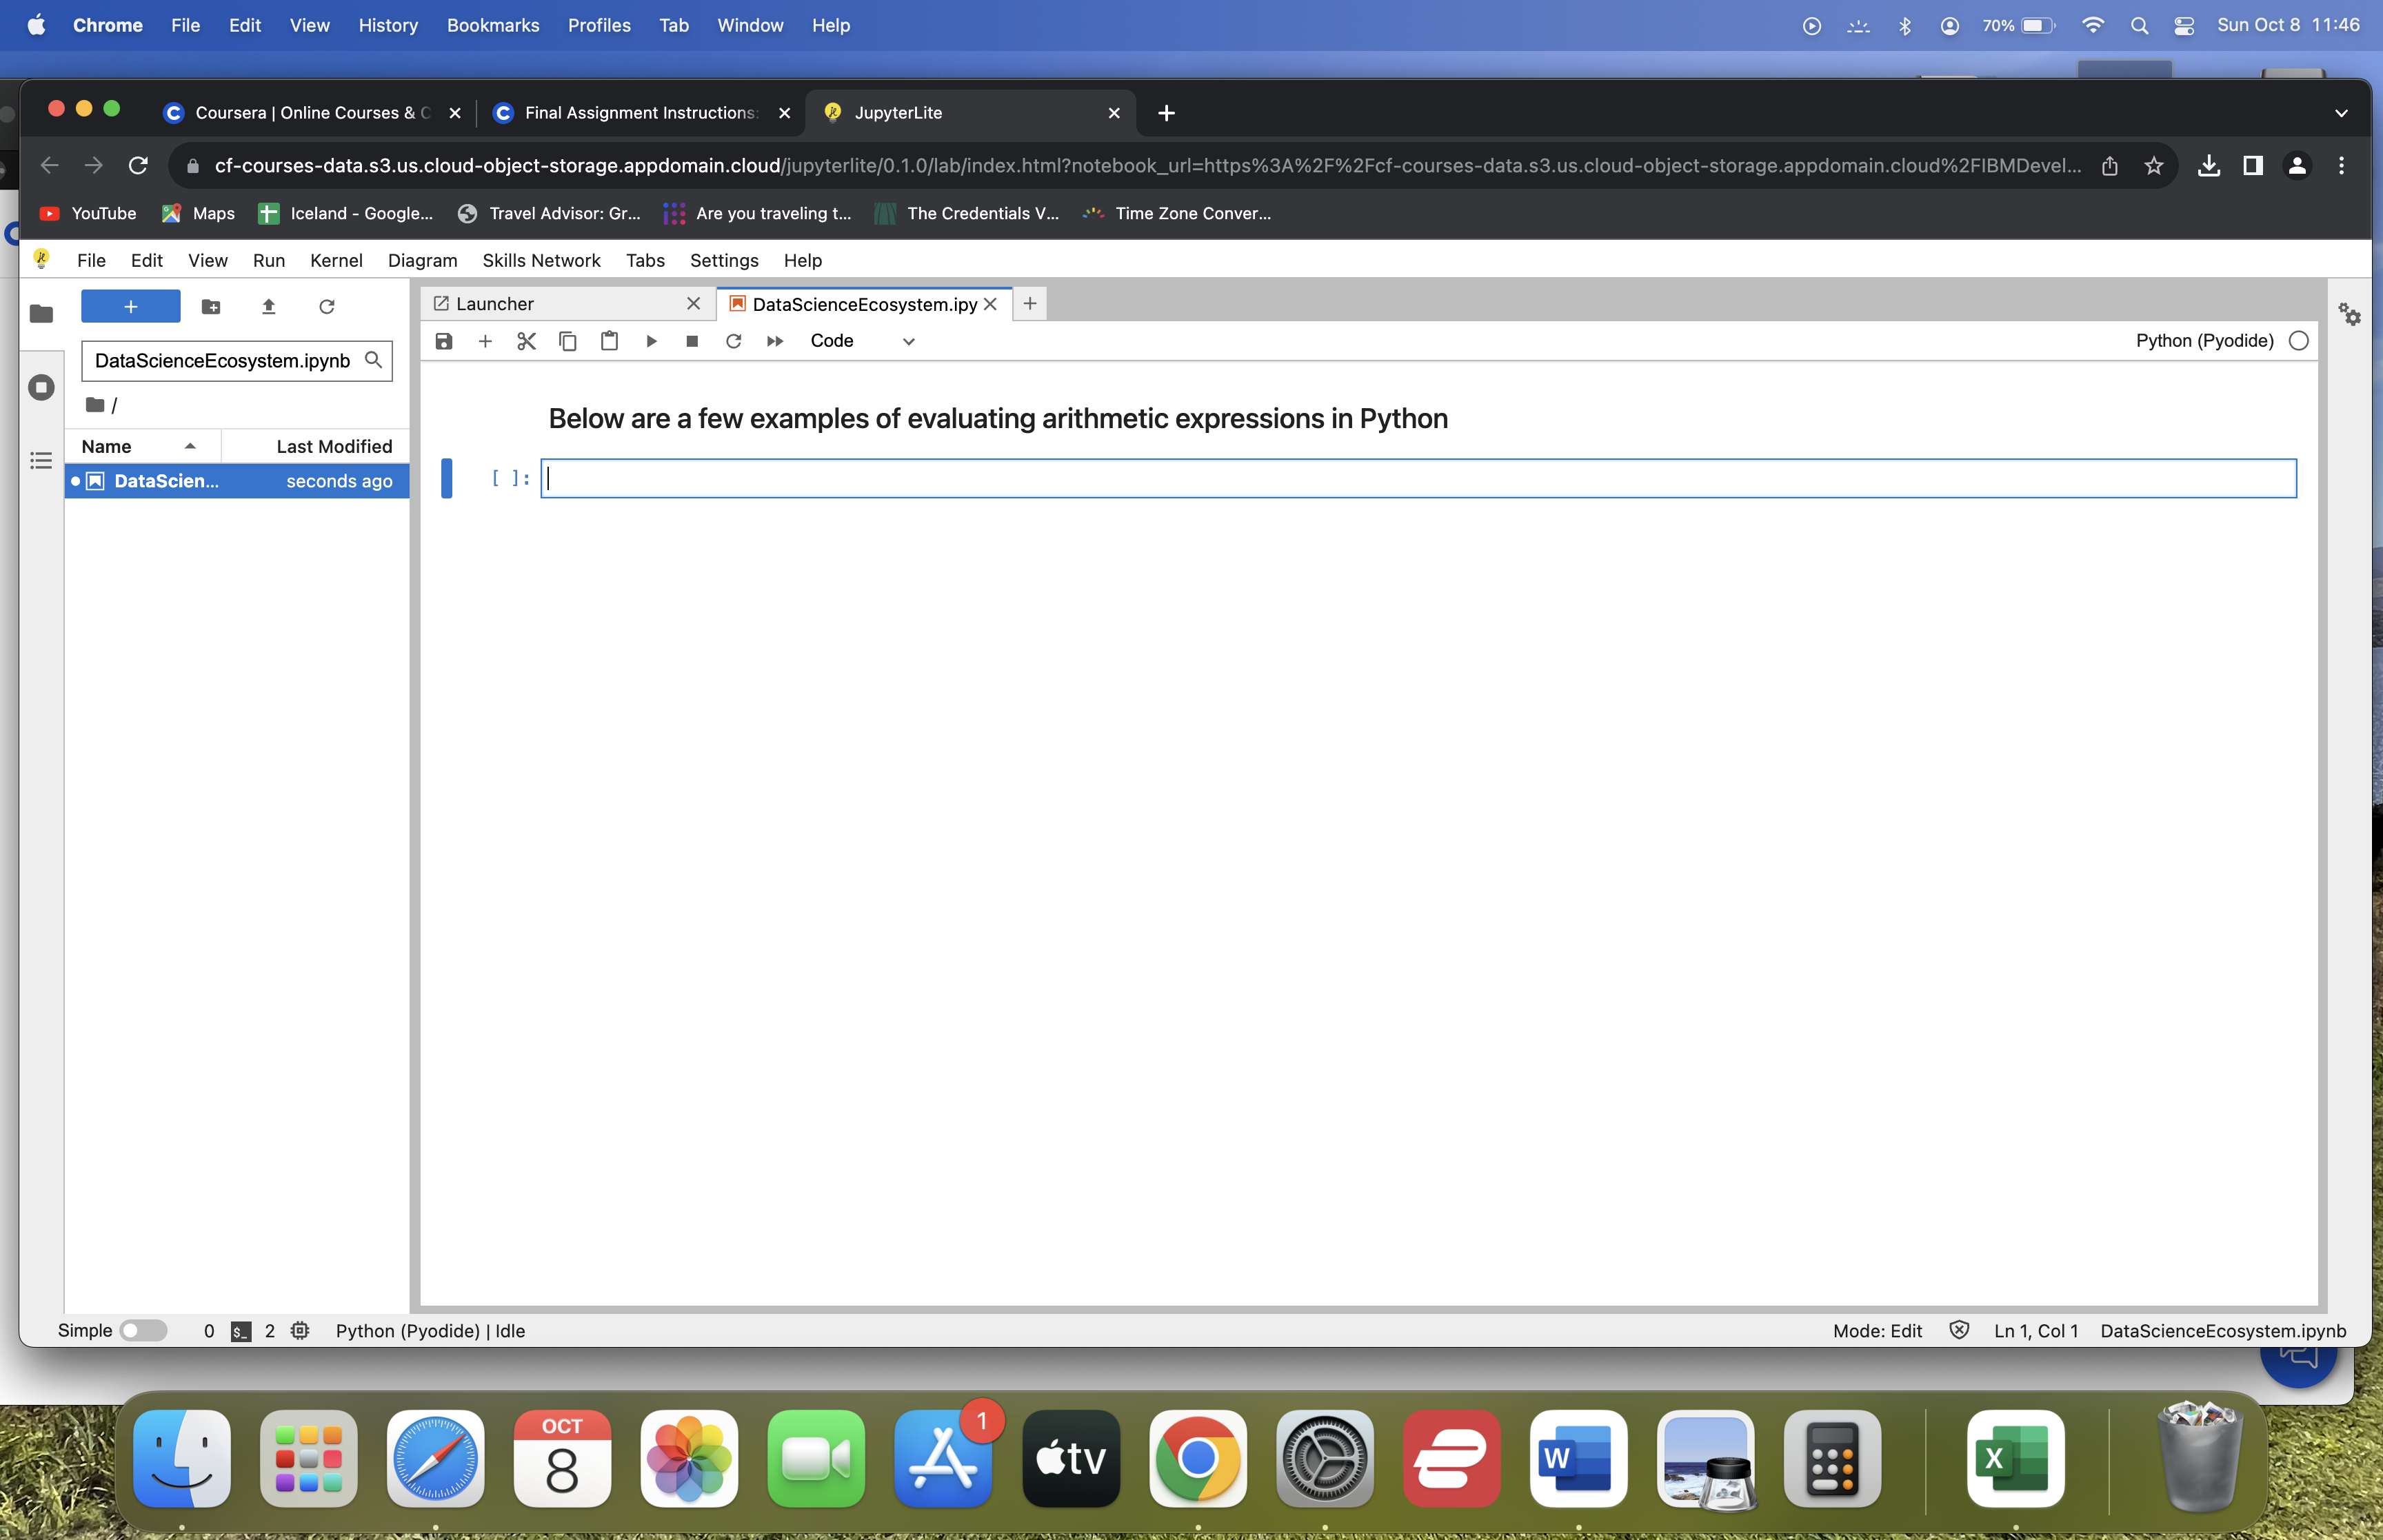 Chrome File Edit View History Bookmarks Profiles Tab Window Help 70% Sun Oct 8 11:46
Coursera | Online Courses & C Final Assignment Instructions: JupyterLite
cf-courses-data.s3.us.cloud-object-storage.appdomain.cloud/jupyterlite/0.1.0/lab/index.html?notebook_url=https%3A%2F%2Fcf-courses-data.s3.us.cloud-object-storage.appdomain.cloud%2FIBMDevel...
YouTube Maps Iceland - Google... Travel Advisor: Gr... Are you traveling t... The Credentials V... Time Zone Conver...
File Edit View Run Kernel Diagram Skills Network Tabs Settings Help
+ Launcher DataScienceEcosystem.ipy
Code Python (Pyodide)
DataScienceEcosystem.ipynb
/
Below are a few examples of evaluating arithmetic expressions in Python
Name Last Modified
DataScien... seconds ago
[ ]:
Simple 0 $_ 2 Python (Pyodide) | Idle Mode: Edit Ln 1, Col 1 DataScienceEcosystem.ipynb
OCT
8
1
tv
W
X